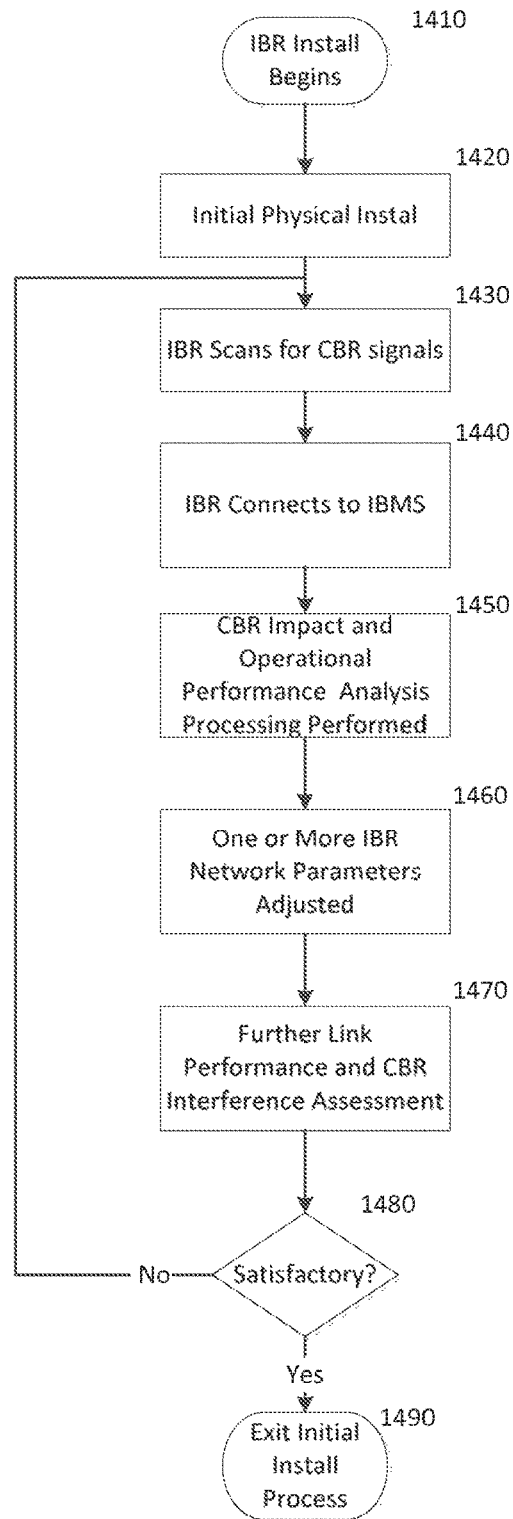 1410
IBR Install
Begins
1420
Initial Physical Instal
1430
IBR Scans for CBR signals
1440
IBR Connects to IBMS
1450
CBR Impact and
Operational
Performance Analysis
Processing Performed
1460
One or More IBR
Network Parameters
Adjusted
1470
Further Link
Performance and CBR
Interference Assessment
1480
Satisfactory?
No
Yes
1490
Exit Initial
Install
Process